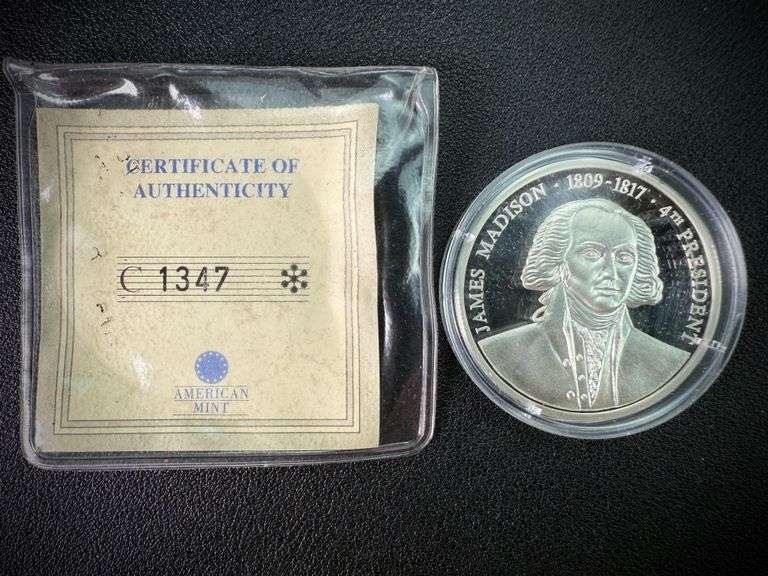 CERTIFICATE OF
AUTHENTICITY
C 1347 *
AMERICAN
MINT
JAMES MADISON · 1809-1817 · 4TH PRESIDENT